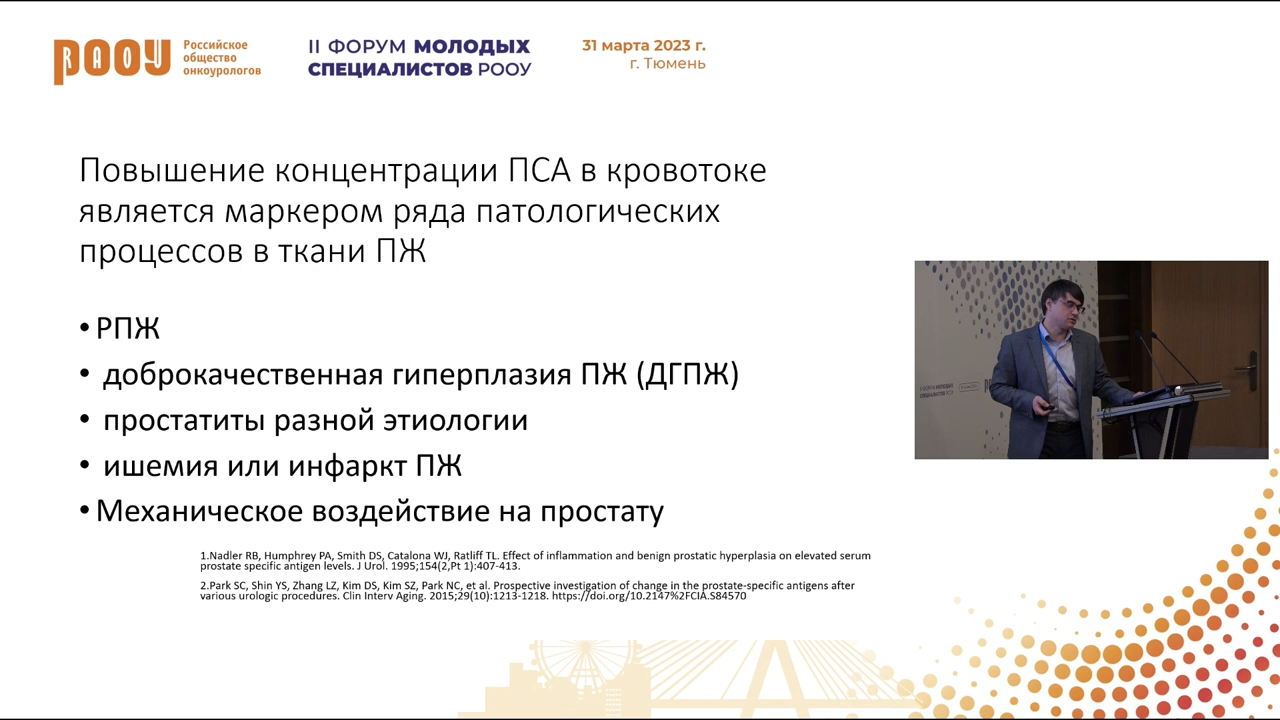 РООУ
RAOU
Российское
общество
онкоурологов
II ФОРУМ МОЛОДЫХ
СПЕЦИАЛИСТОВ РООУ
31 марта 2023 г.
г. Тюмень
Повышение концентрации ПСА в кровотоке
является маркером ряда патологических
процессов в ткани ПЖ
• РПЖ
• доброкачественная гиперплазия ПЖ (ДГПЖ)
• простатиты разной этиологии
• ишемия или инфаркт ПЖ
• Механическое воздействие на простату
1.Nadler RB, Humphrey PA, Smith DS, Catalona WJ, Ratliff TL. Effect of inflammation and benign prostatic hyperplasia on elevated serum
prostate specific antigen levels. J Urol. 1995;154(2,Pt 1):407-413.
2.Park SC, Shin YS, Zhang LZ, Kim DS, Kim SZ, Park NC, et al. Prospective investigation of change in the prostate-specific antigens after
various urologic procedures. Clin Interv Aging. 2015;29(10):1213-1218. https://doi.org/10.2147%2FCIA.S84570
II ФОРУМ МОЛОДЫХ
СПЕЦИАЛИСТОВ РООУ